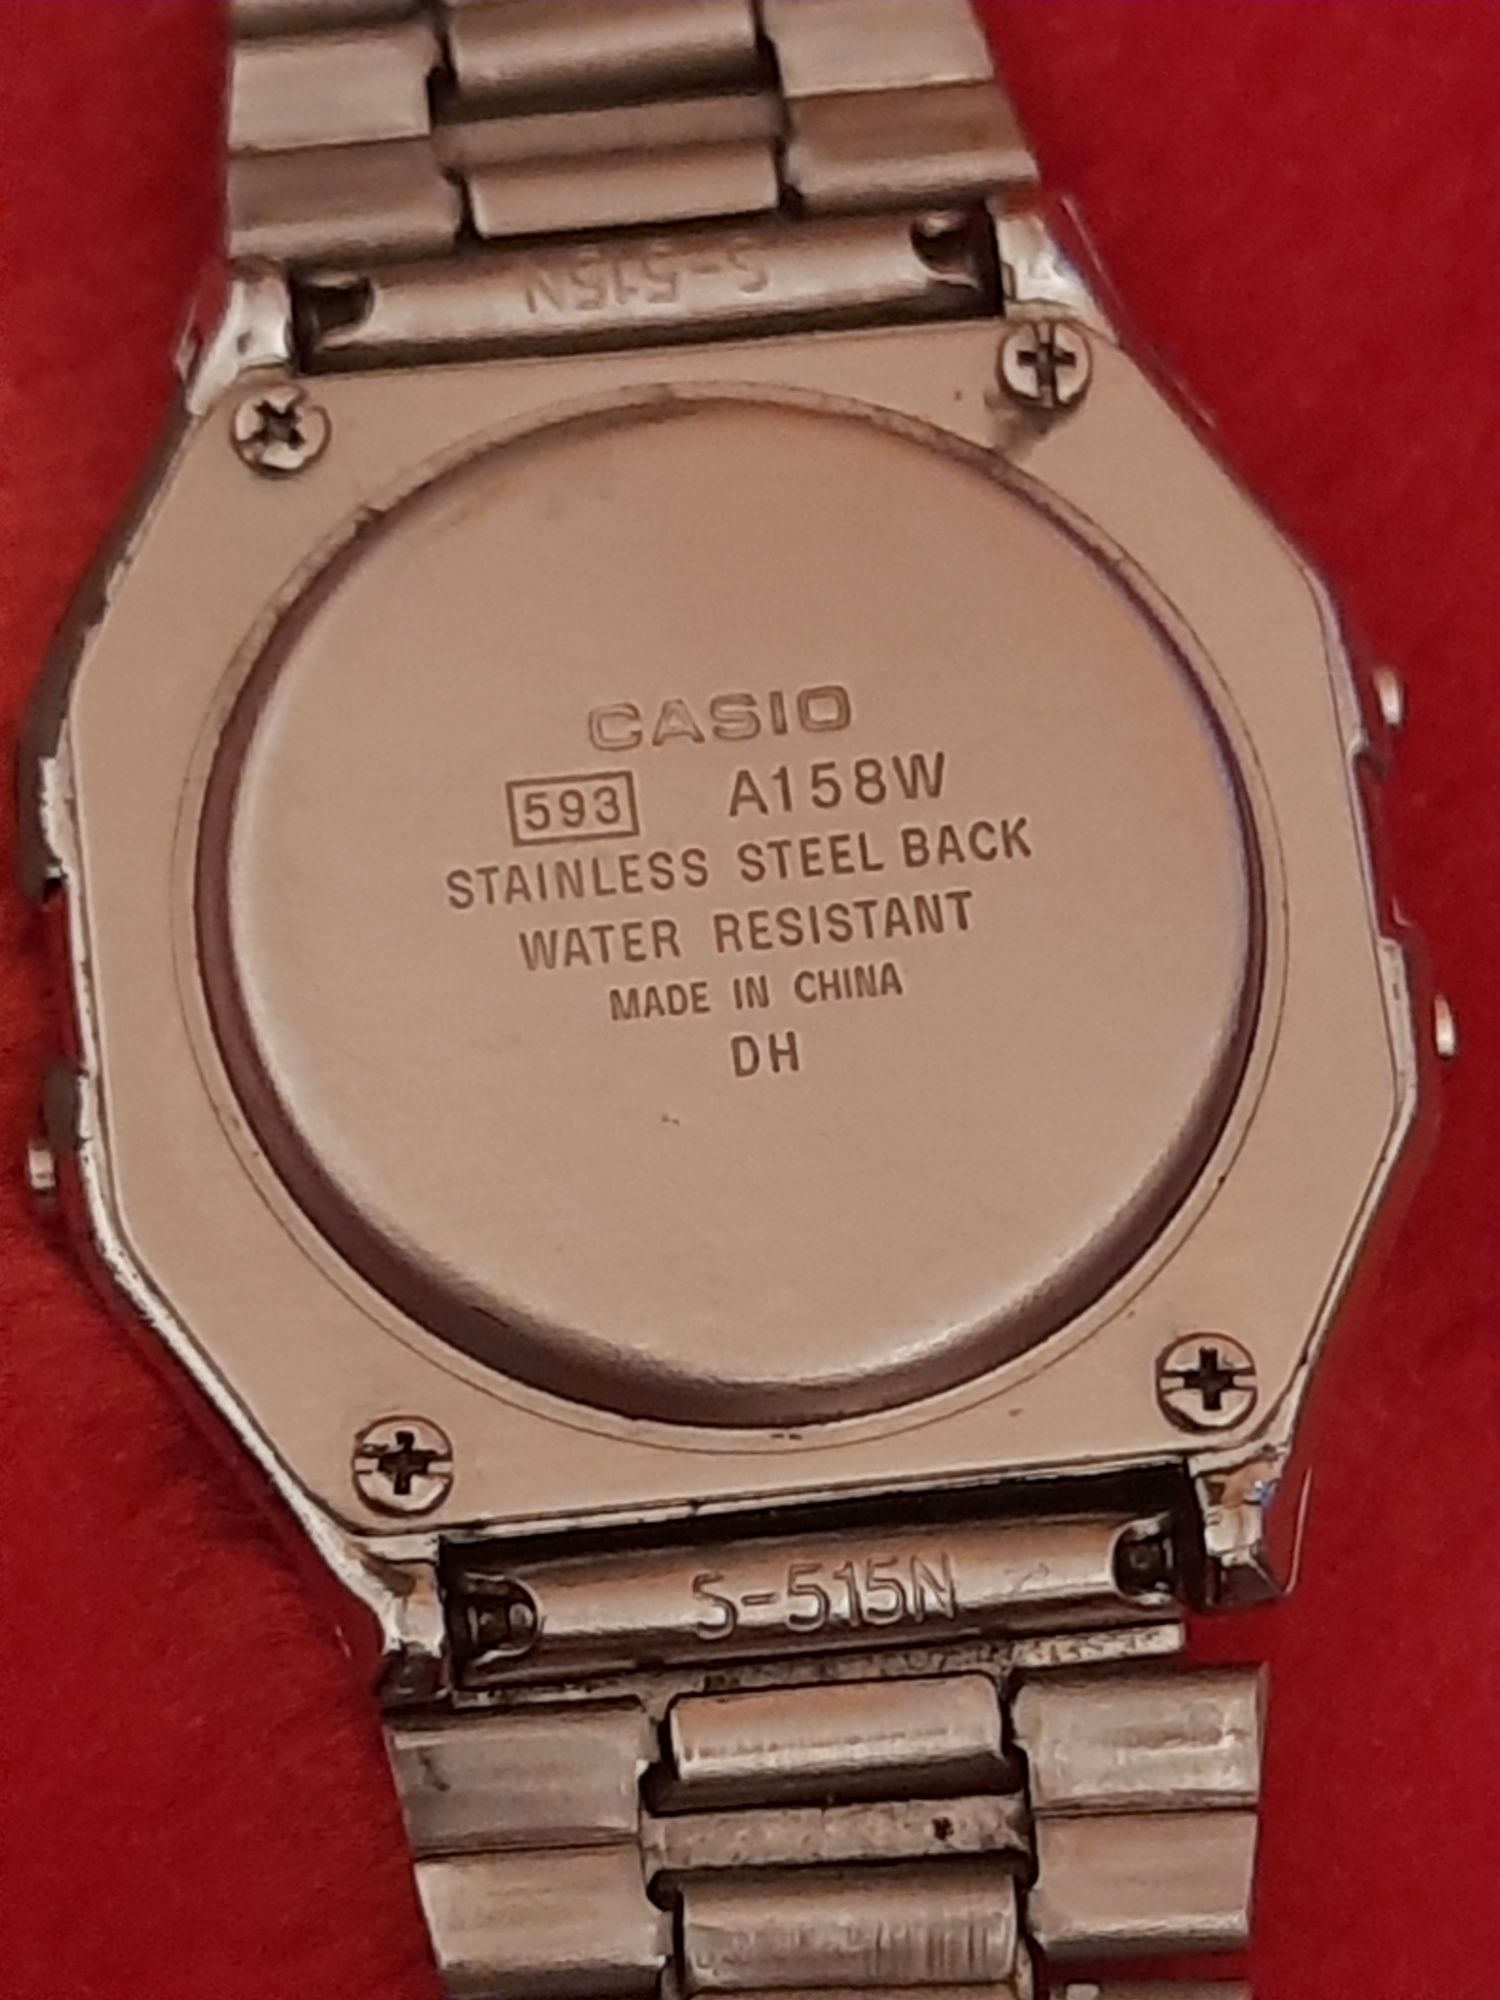 S-515N
CASIO
593 A158W
STAINLESS STEEL BACK
WATER RESISTANT
MADE IN CHINA
DH
S-515N